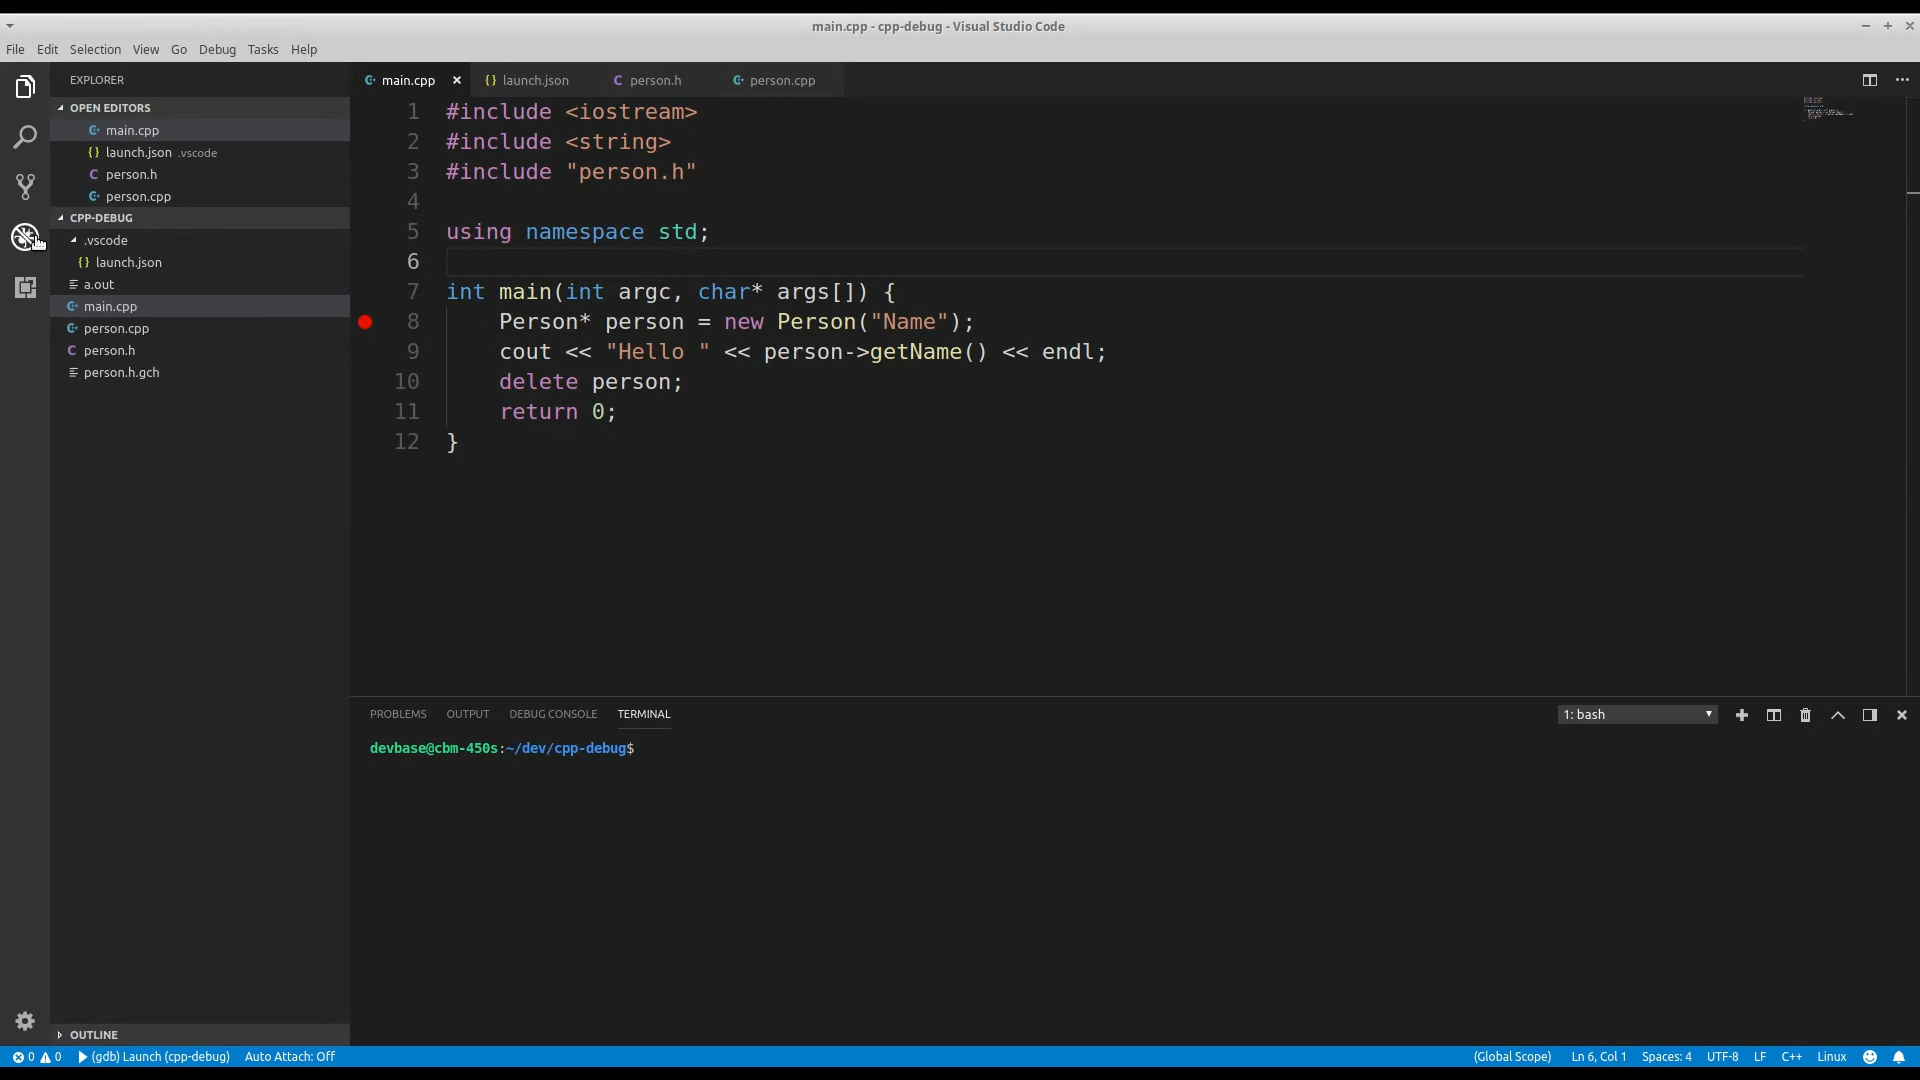 main.cpp - cpp-debug - Visual Studio Code
File Edit Selection View Go Debug Tasks Help
EXPLORER
OPEN EDITORS
main.cpp
launch.json .vscode
person.h
person.cpp
CPP-DEBUG
.vscode
launch.json
a.out
main.cpp
person.cpp
person.h
person.h.gch
OUTLINE
main.cpp launch.json person.h person.cpp
1 #include <iostream>
2 #include <string>
3 #include "person.h"
4
5 using namespace std;
6
7 int main(int argc, char* args[]) {
8 Person* person = new Person("Name");
9 cout << "Hello " << person->getName() << endl;
10 delete person;
11 return 0;
12 }
PROBLEMS OUTPUT DEBUG CONSOLE TERMINAL
1: bash
devbase@cbm-450s:~/dev/cpp-debug$
0 0 (gdb) Launch (cpp-debug) Auto Attach: Off
(Global Scope) Ln 6, Col 1 Spaces: 4 UTF-8 LF C++ Linux